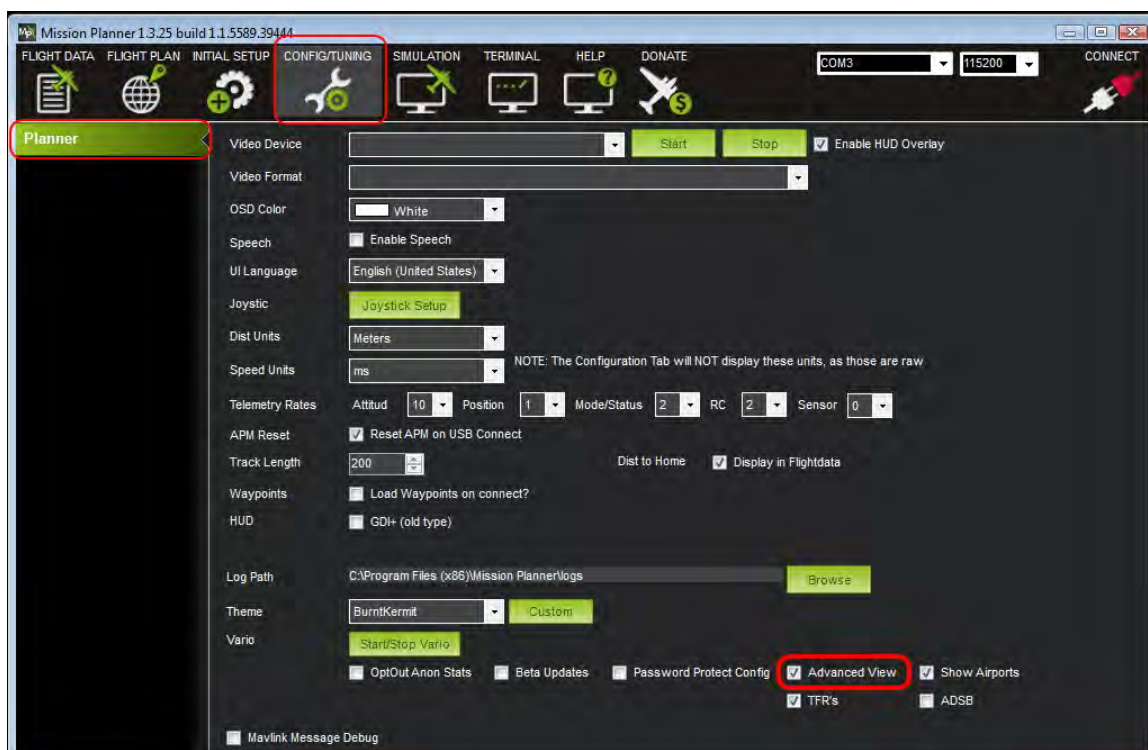 Mission Planner 1.3.25 build 1.1.5589.39444
FLIGHT DATA FLIGHT PLAN INITIAL SETUP CONFIG/TUNING SIMULATION TERMINAL HELP DONATE COM3 115200 CONNECT
Planner
Video Device Start Stop Enable HUD Overlay
Video Format
OSD Color White
Speech Enable Speech
UI Language English (United States)
Joystic Joystick Setup
Dist Units Meters
Speed Units ms NOTE: The Configuration Tab will NOT display these units, as those are raw
Telemetry Rates Attitud 10 Position 1 Mode/Status 2 RC 2 Sensor 0
APM Reset Reset APM on USB Connect
Track Length 200 Dist to Home Display in Flightdata
Waypoints Load Waypoints on connect?
HUD GDI+ (old type)
Log Path C:\Program Files (x86)\Mission Planner\logs Browse
Theme BurntKermit Custom
Vario Start/Stop Vario
OptOut Anon Stats Beta Updates Password Protect Config Advanced View Show Airports
TFR's ADSB
Mavlink Message Debug